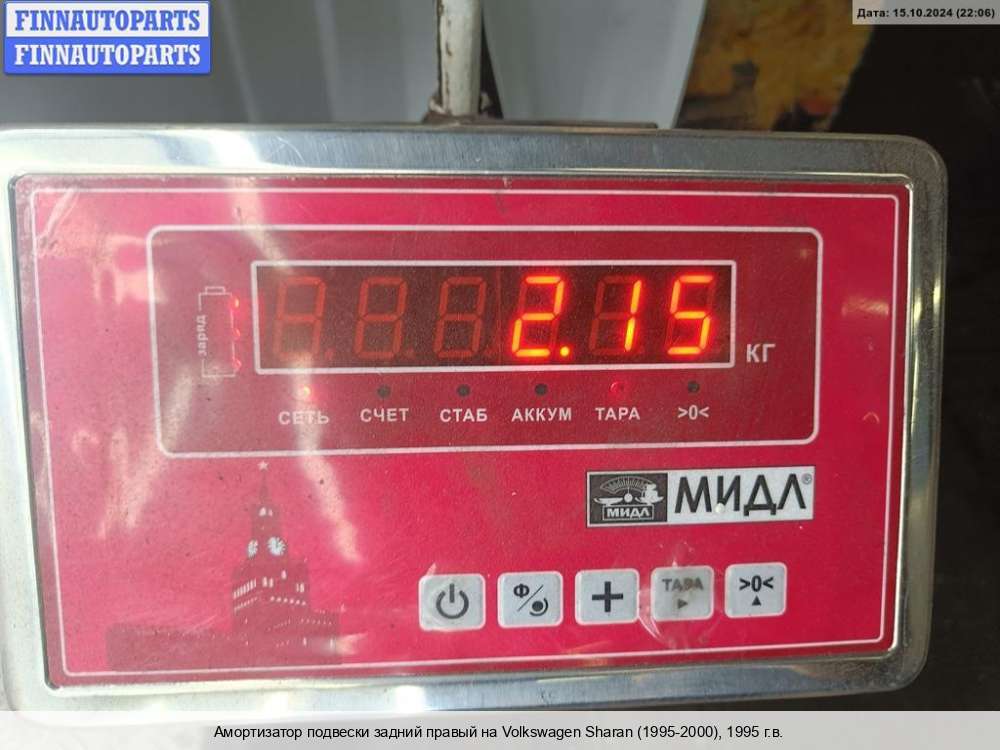 FINNAUTOPARTS
FINNAUTOPARTS
Дата: 15.10.2024 (22:06)
заряд
2.15
КГ
СЕТЬ СЧЕТ СТАБ АККУМ ТАРА >0<
МИДЛ МИДЛ®
Ф ТАРА >0<
Амортизатор подвески задний правый на Volkswagen Sharan (1995-2000), 1995 г.в.